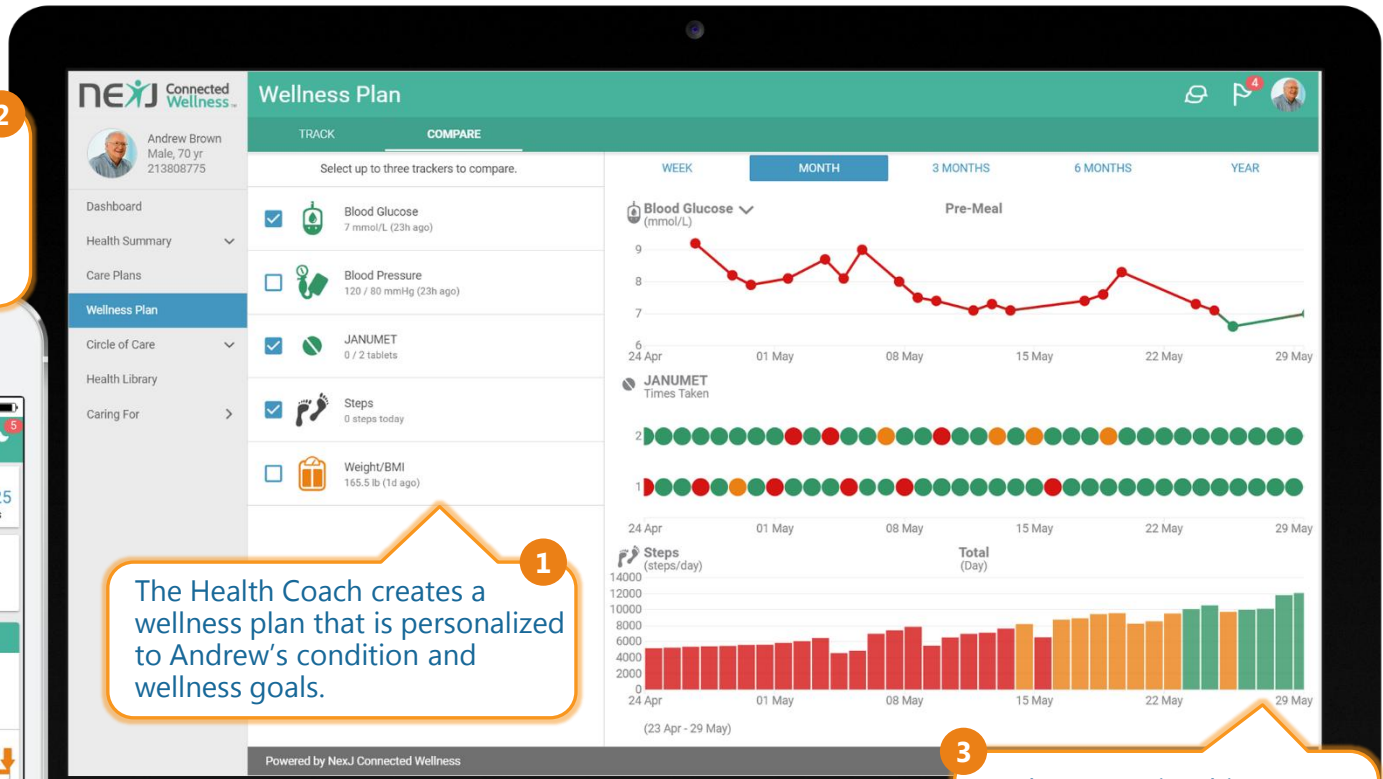 2
NEXJ Connected
Wellness™
Wellness Plan
4
Andrew Brown
Male, 70 yr
213808775
TRACK COMPARE
Dashboard
Health Summary
Care Plans
Wellness Plan
Circle of Care
Health Library
Caring For
Select up to three trackers to compare.
Blood Glucose
7 mmol/L (23h ago)
Blood Pressure
120 / 80 mmHg (23h ago)
JANUMET
0 / 2 tablets
Steps
0 steps today
Weight/BMI
165.5 lb (1d ago)
WEEK MONTH 3 MONTHS 6 MONTHS YEAR
Blood Glucose Pre-Meal
(mmol/L)
9
8
7
6
24 Apr 01 May 08 May 15 May 22 May 29 May
JANUMET
Times Taken
2
1
24 Apr 01 May 08 May 15 May 22 May 29 May
Steps Total
(steps/day) (Day)
14000
12000
10000
8000
6000
4000
2000
0
24 Apr 01 May 08 May 15 May 22 May 29 May
(23 Apr - 29 May)
1
The Health Coach creates a
wellness plan that is personalized
to Andrew's condition and
wellness goals.
Powered by NexJ Connected Wellness
3
5
25